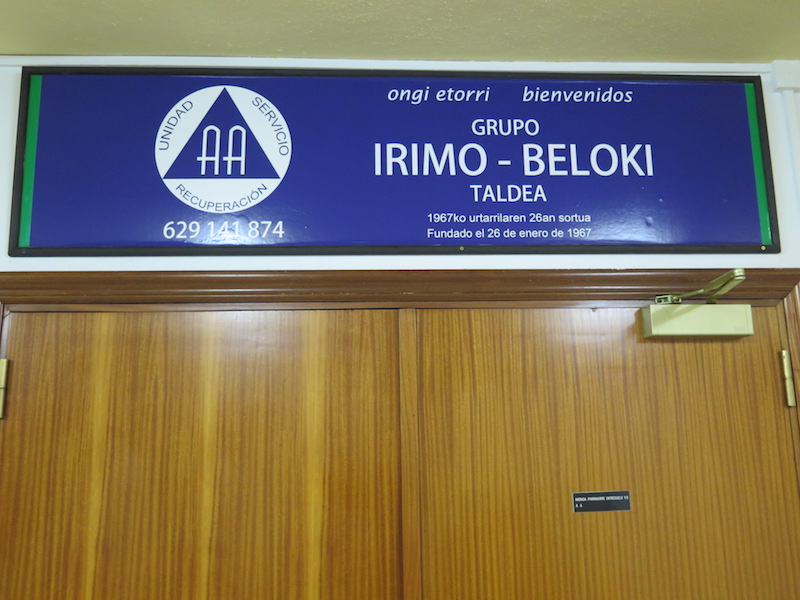 UNIDAD
SERVICIO
AA
RECUPERACIÓN
629 141 874
ongi etorri bienvenidos
GRUPO
IRIMO - BELOKI
TALDEA
1967ko urtarrilaren 26an sortua
Fundado el 26 de enero de 1967
A A